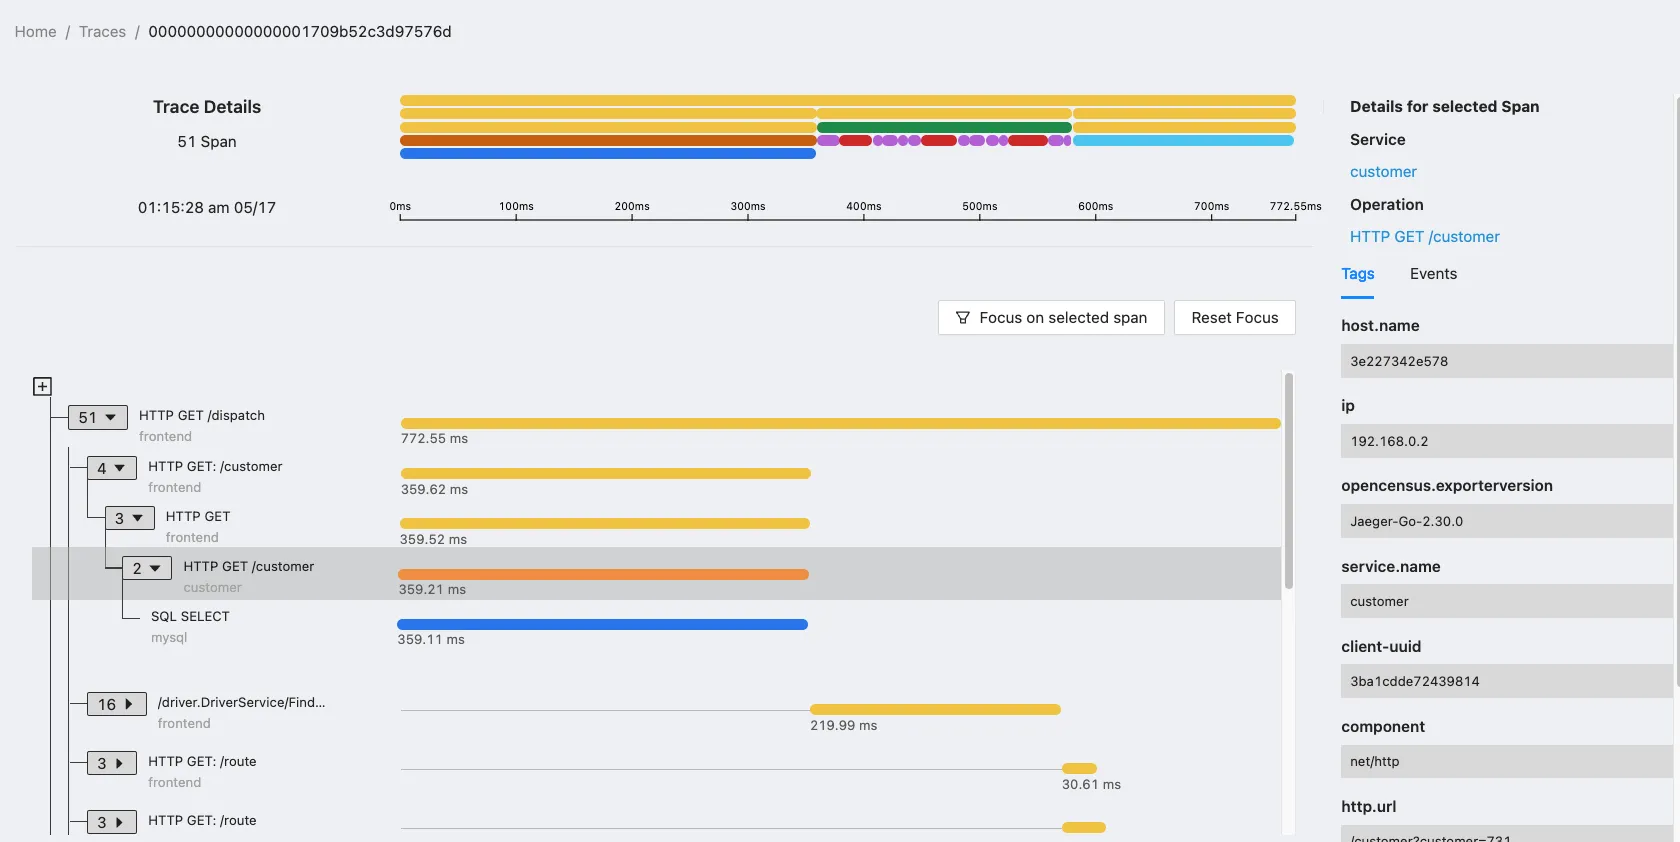 Home / Traces / 00000000000000001709b52c3d97576d
Trace Details
51 Span
01:15:28 am 05/17
0ms 100ms 200ms 300ms 400ms 500ms 600ms 700ms 772.55ms
Focus on selected span
Reset Focus
51 HTTP GET /dispatch
frontend
772.55 ms
4 HTTP GET: /customer
frontend
359.62 ms
3 HTTP GET
frontend
359.52 ms
2 HTTP GET /customer
customer
359.21 ms
SQL SELECT
mysql
359.11 ms
16 /driver.DriverService/Find...
frontend
219.99 ms
3 HTTP GET: /route
frontend
30.61 ms
3 HTTP GET: /route
Details for selected Span
Service
customer
Operation
HTTP GET /customer
Tags Events
host.name
3e227342e578
ip
192.168.0.2
opencensus.exporterversion
Jaeger-Go-2.30.0
service.name
customer
client-uuid
3ba1cdde72439814
component
net/http
http.url
/customer?customer=731